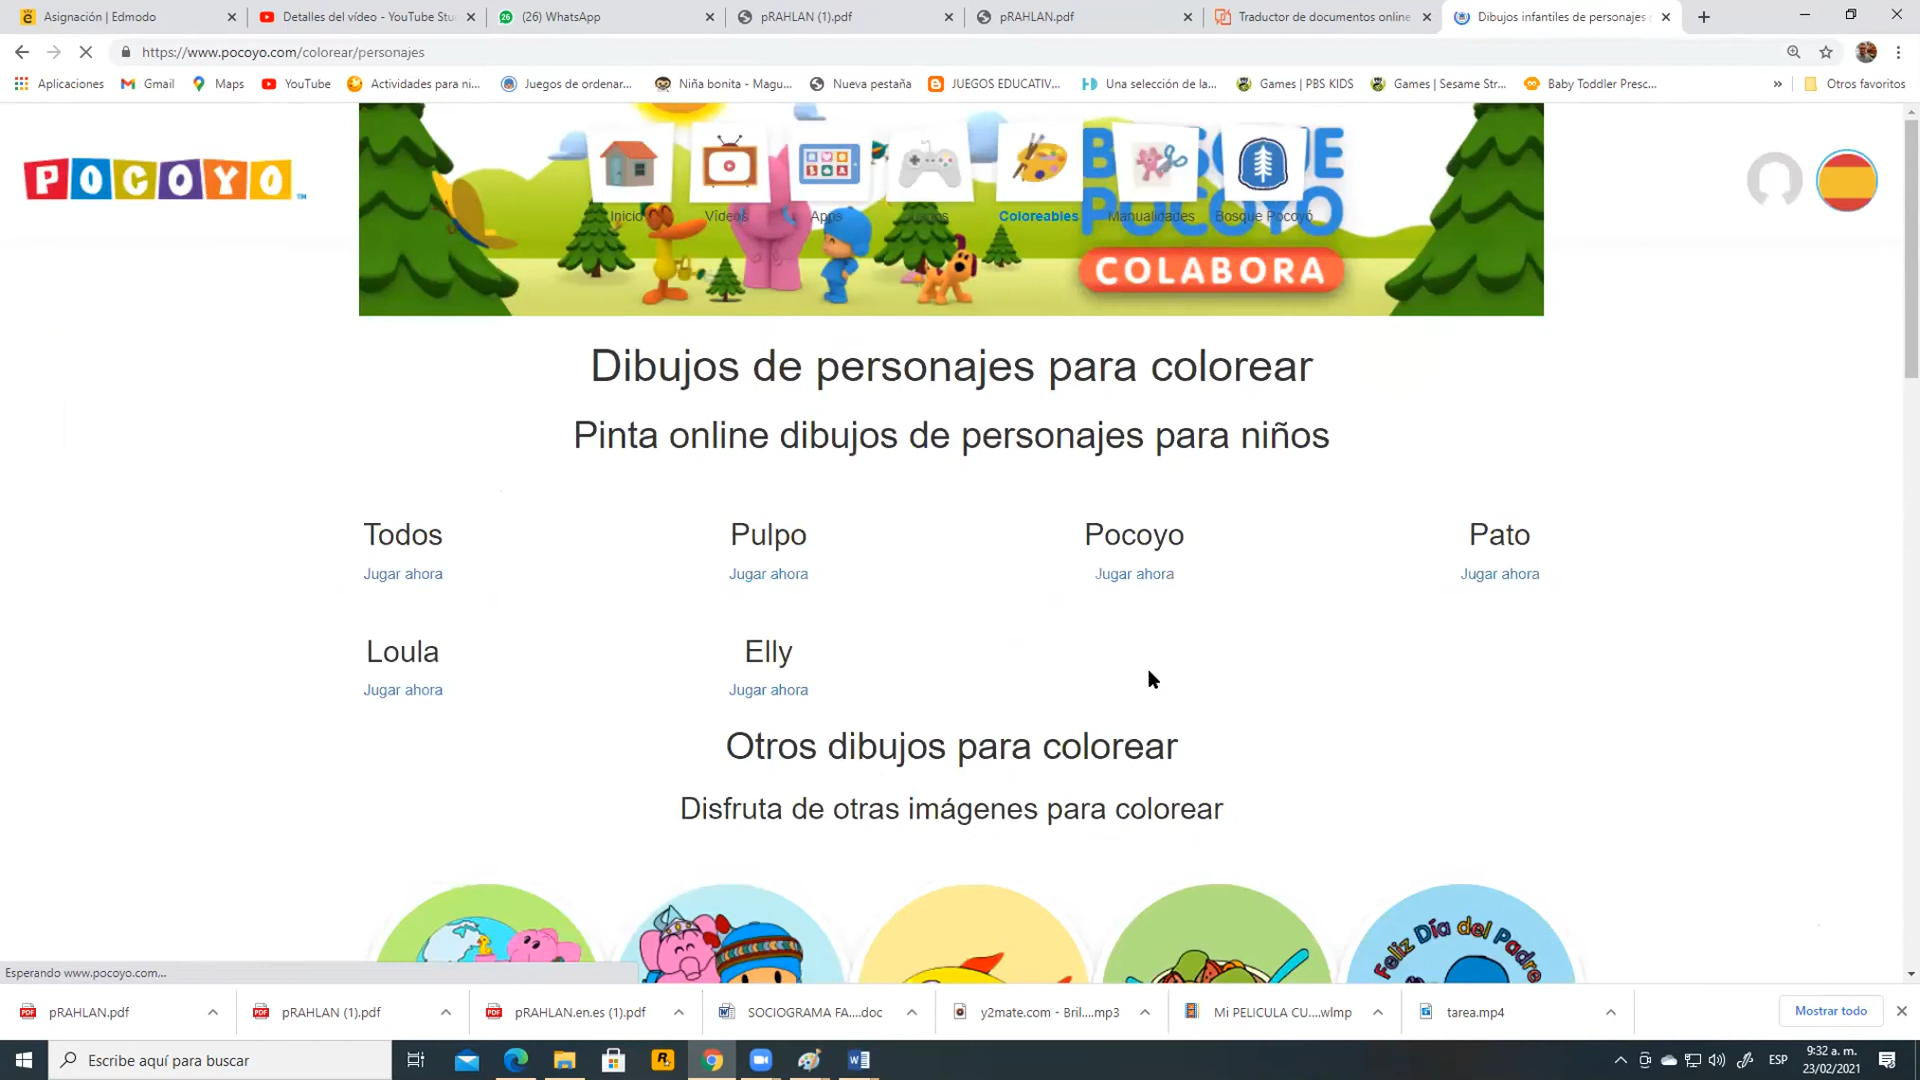 Asignación | Edmodo
Detalles del vídeo - YouTube Stu
(26) WhatsApp
pRAHLAN (1).pdf
pRAHLAN.pdf
Traductor de documentos online
Dibujos infantiles de personajes
https://www.pocoyo.com/colorear/personajes
Aplicaciones
Gmail
Maps
YouTube
Actividades para ni...
Juegos de ordenar...
Niña bonita - Magu...
Nueva pestaña
JUEGOS EDUCATIV...
Una selección de la...
Games | PBS KIDS
Games | Sesame Str...
Baby Toddler Presc...
»
Otros favoritos
POCOYO™
BOSQUE
POCOYO
COLABORA
Inicio
Vídeos
Apps
Coloreables
Manualidades
Bosque Pocoyó
Dibujos de personajes para colorear
Pinta online dibujos de personajes para niños
Todos
Pulpo
Pocoyo
Pato
Jugar ahora
Jugar ahora
Jugar ahora
Jugar ahora
Loula
Elly
Jugar ahora
Jugar ahora
Otros dibujos para colorear
Disfruta de otras imágenes para colorear
Feliz Día del Padre
Esperando www.pocoyo.com...
pRAHLAN.pdf
pRAHLAN (1).pdf
pRAHLAN.en.es (1).pdf
SOCIOGRAMA FA....doc
y2mate.com - Bril....mp3
Mi PELICULA CU....wlmp
tarea.mp4
Mostrar todo
Escribe aquí para buscar
ESP
9:32 a. m.
23/02/2021